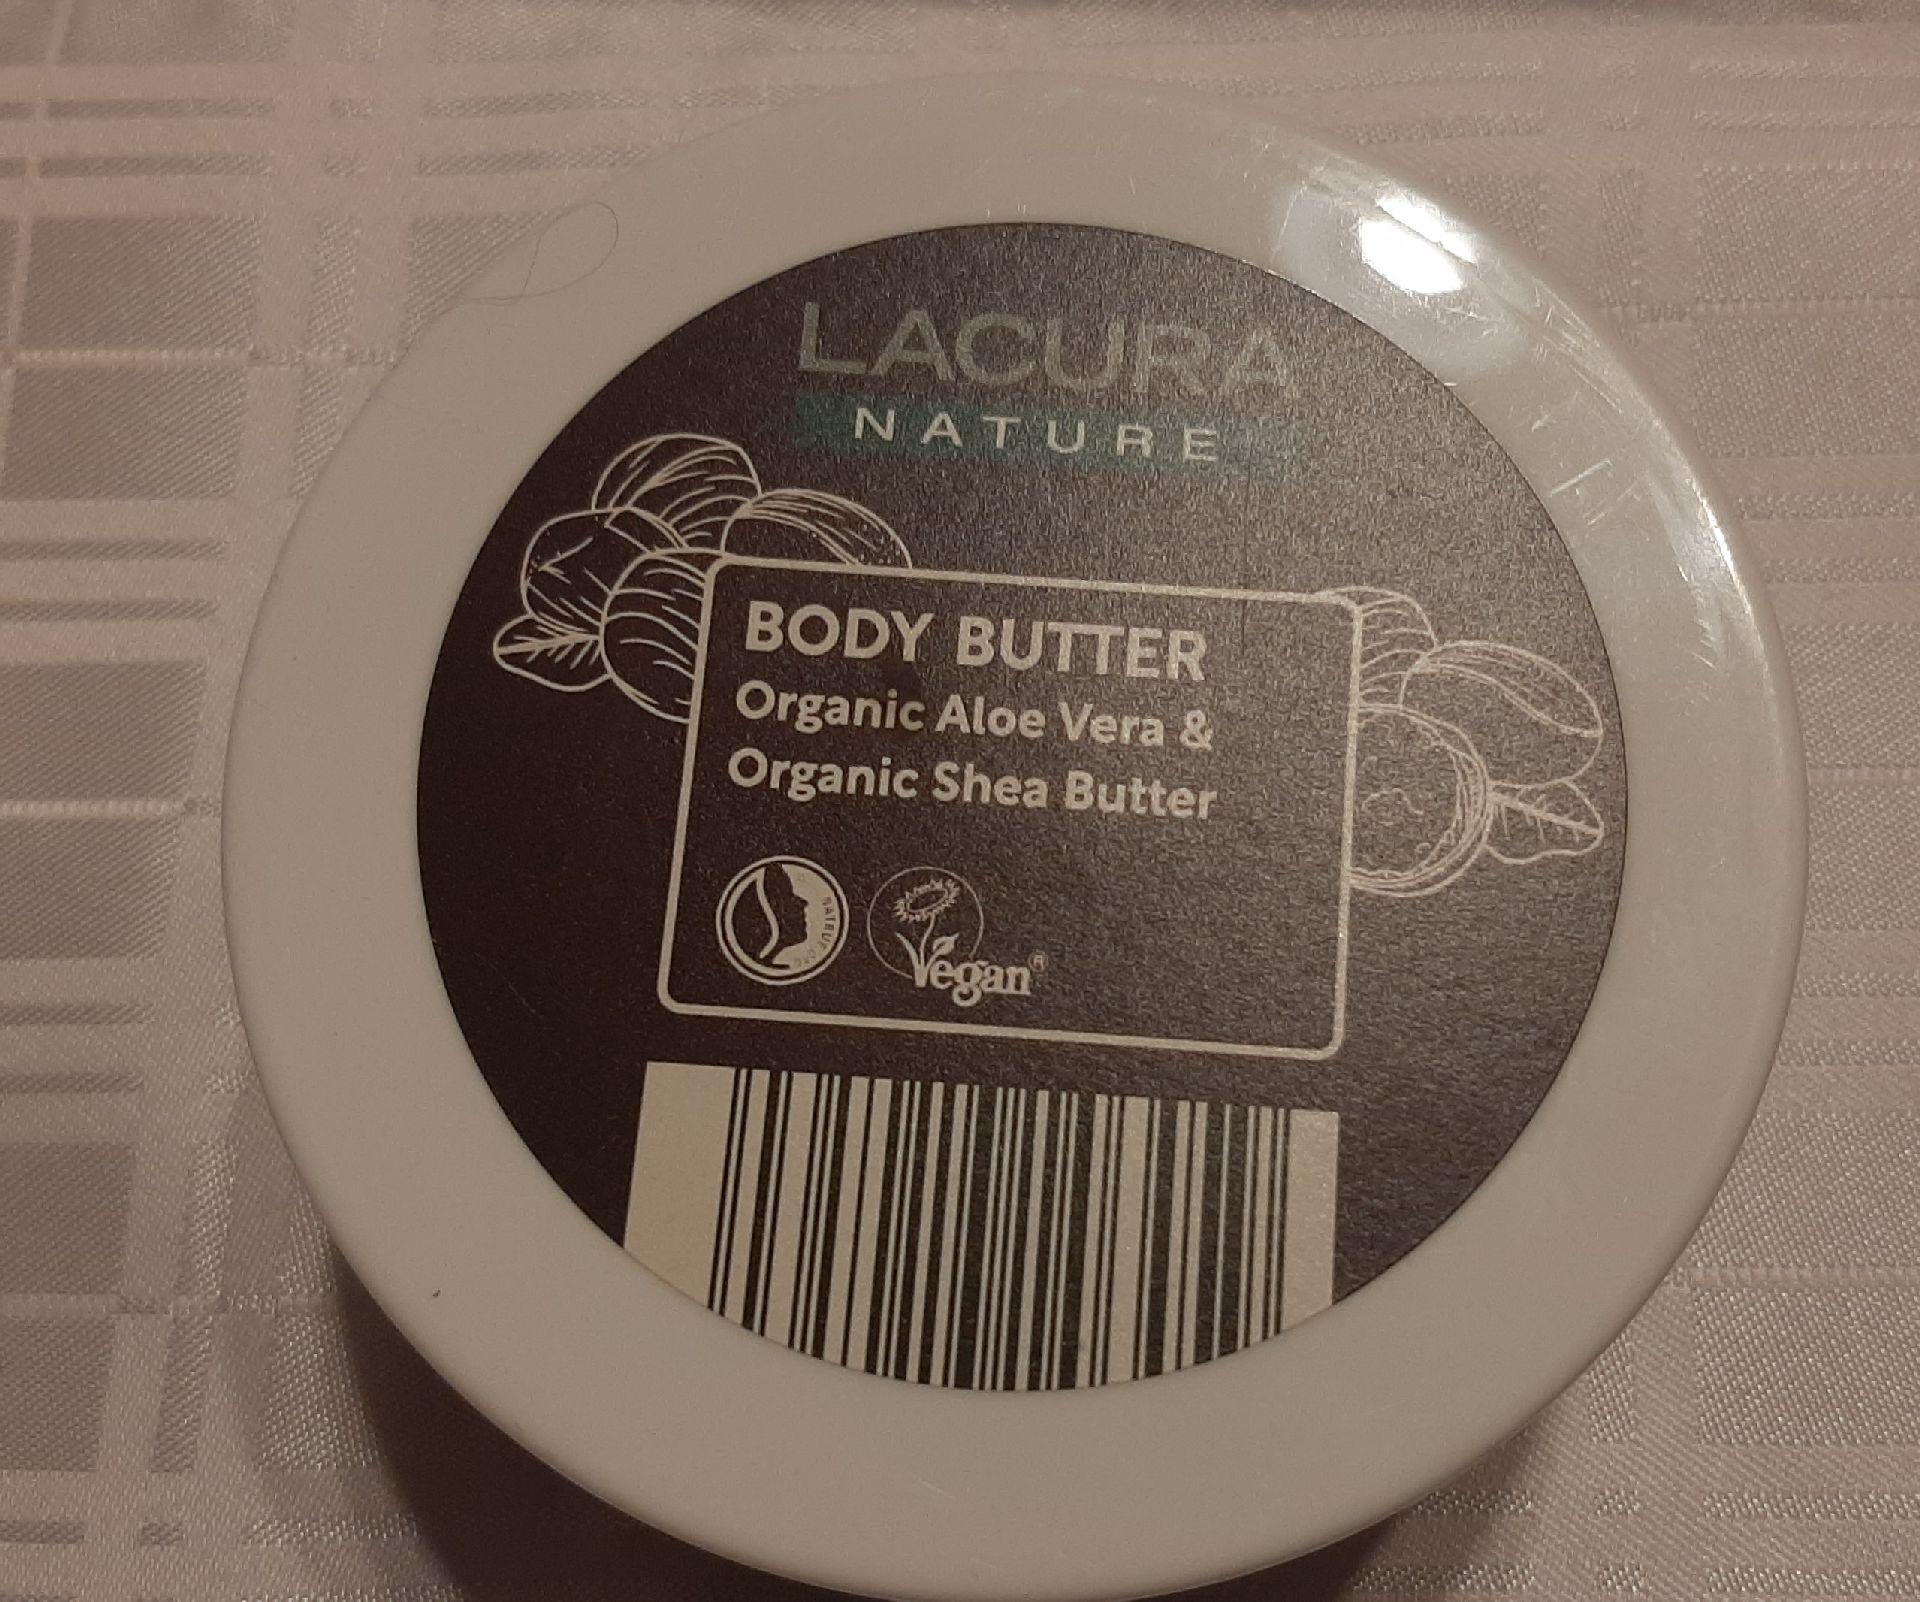 LACURA
NATURE
BODY BUTTER
Organic Aloe Vera &
Organic Shea Butter
Vegan®